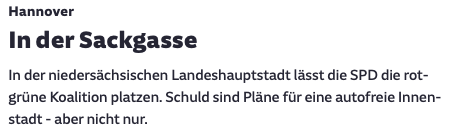 Hannover
In der Sackgasse
In der niedersächsischen Landeshauptstadt lässt die SPD die rot-
grüne Koalition platzen. Schuld sind Pläne für eine autofreie Innen-
stadt - aber nicht nur.